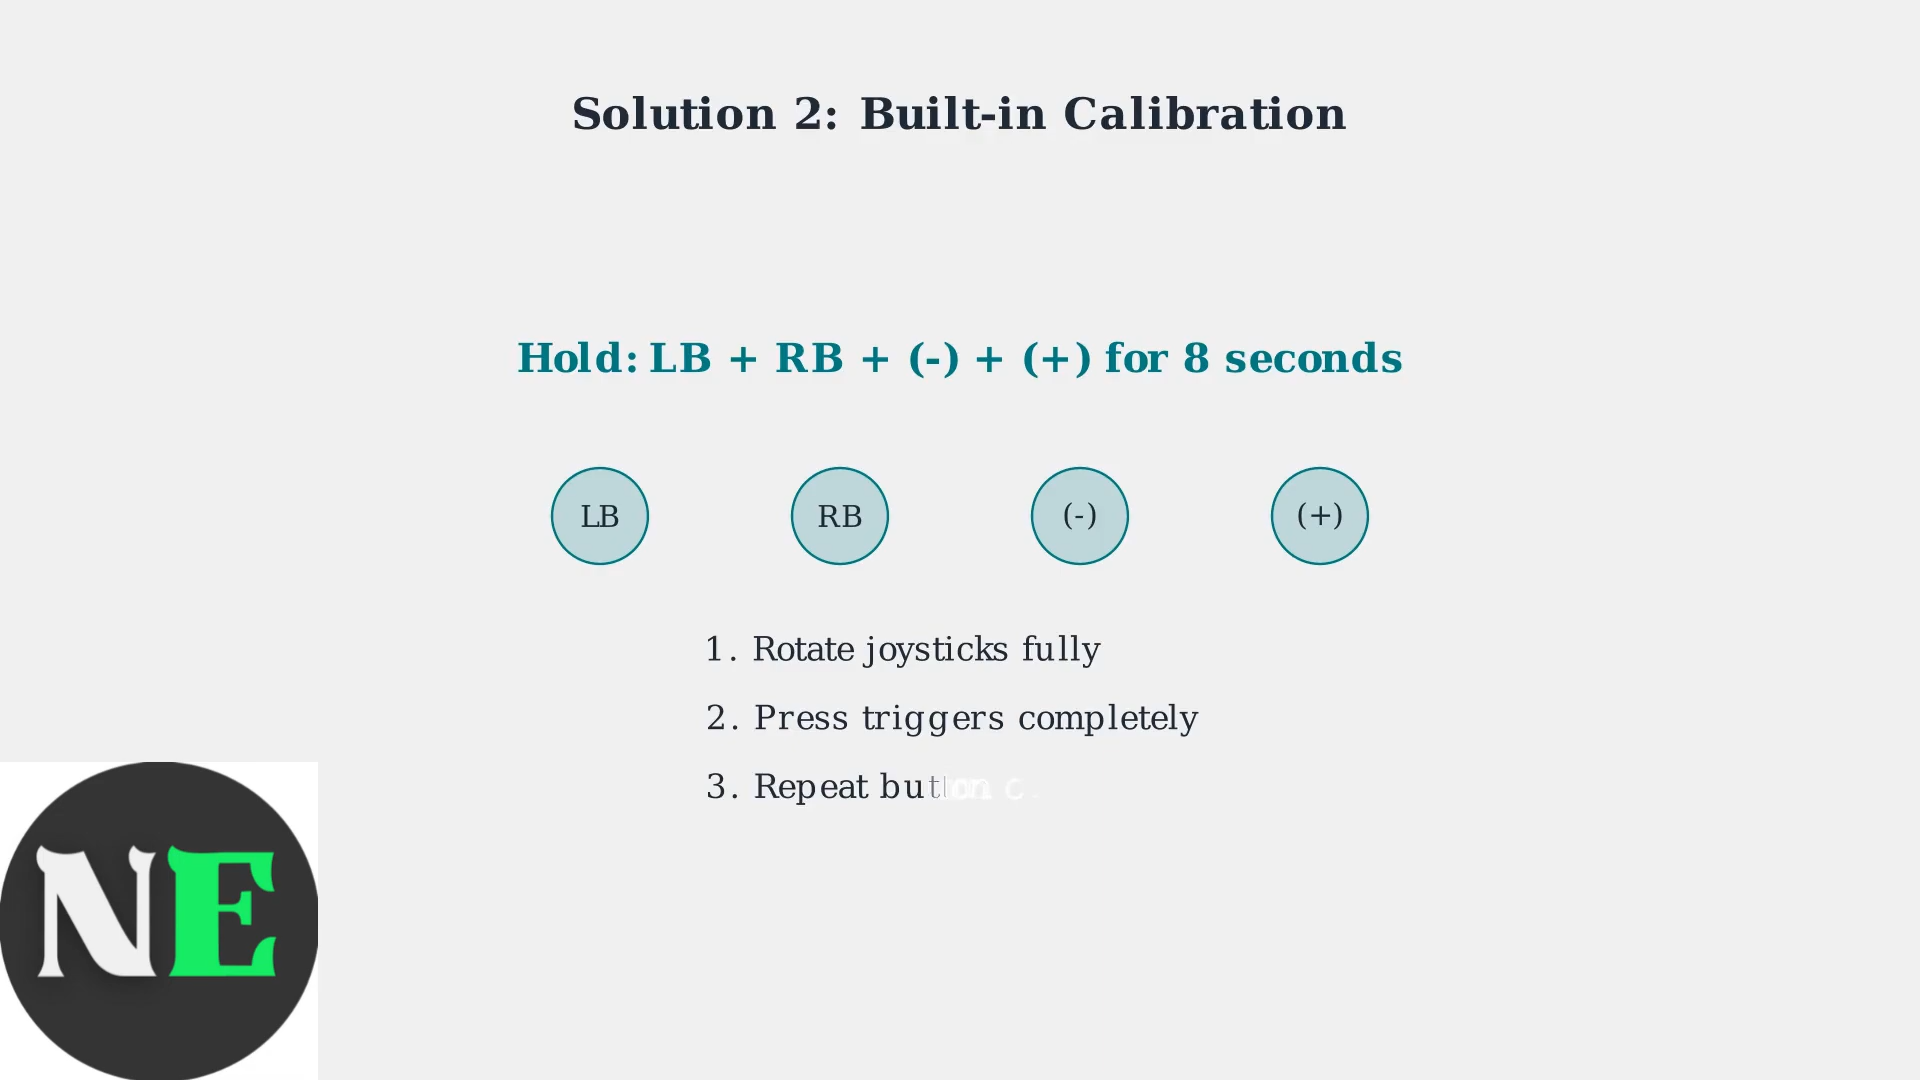 Solution 2: Built-in Calibration
Hold: LB + RB + (-) + (+) for 8 seconds
LB RB (-) (+)
1. Rotate joysticks fully
2. Press triggers completely
3. Repeat button
NE